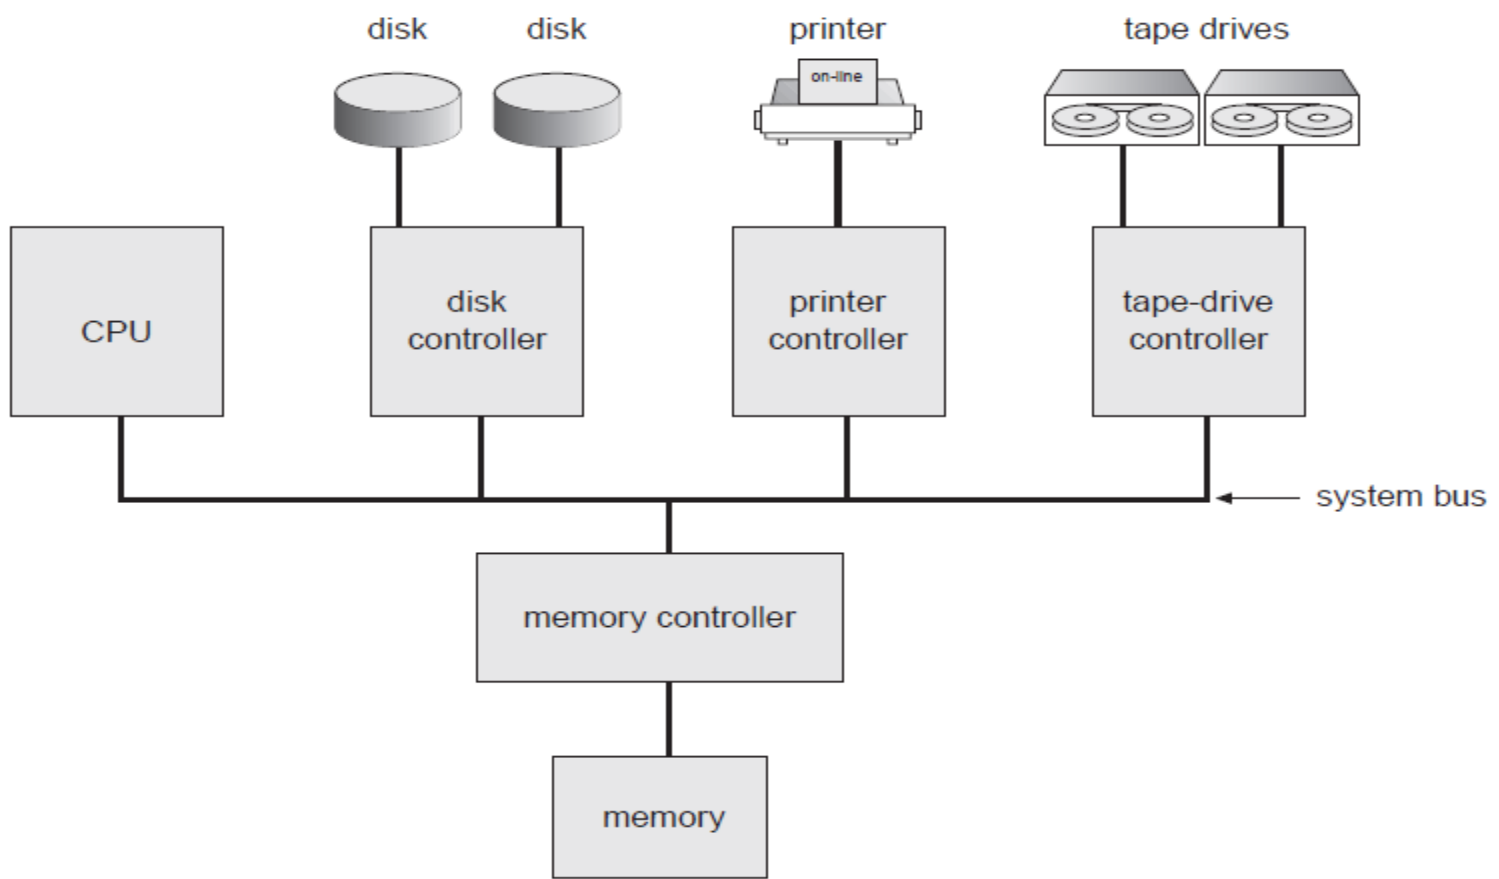 disk
disk
printer
tape drives
on-line
CPU
disk
controller
printer
controller
tape-drive
controller
system bus
memory controller
memory